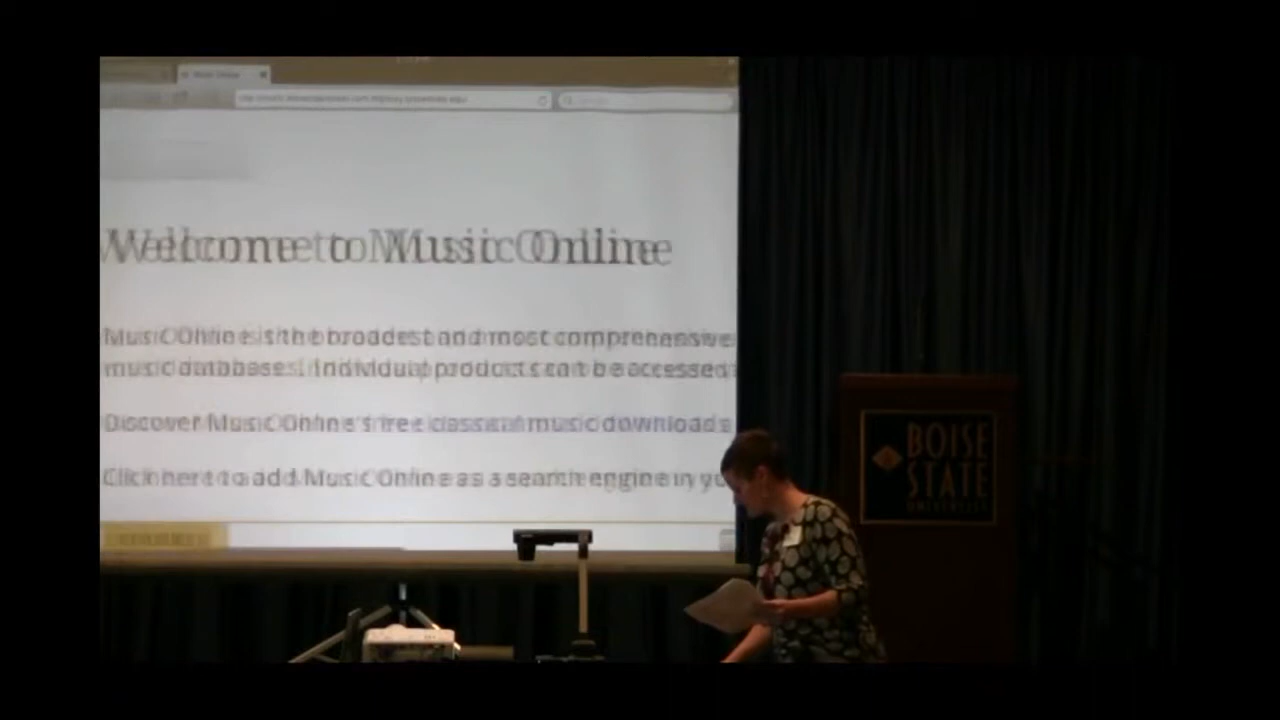 Welcome to Music Online
Music Online is the broadest and most comprehensive
music database. Individual products can be accessed
Discover Music Online's free classical music downloads
Click here to add Music Online as a search engine in yo
BOISE
STATE
UNIVERSITY